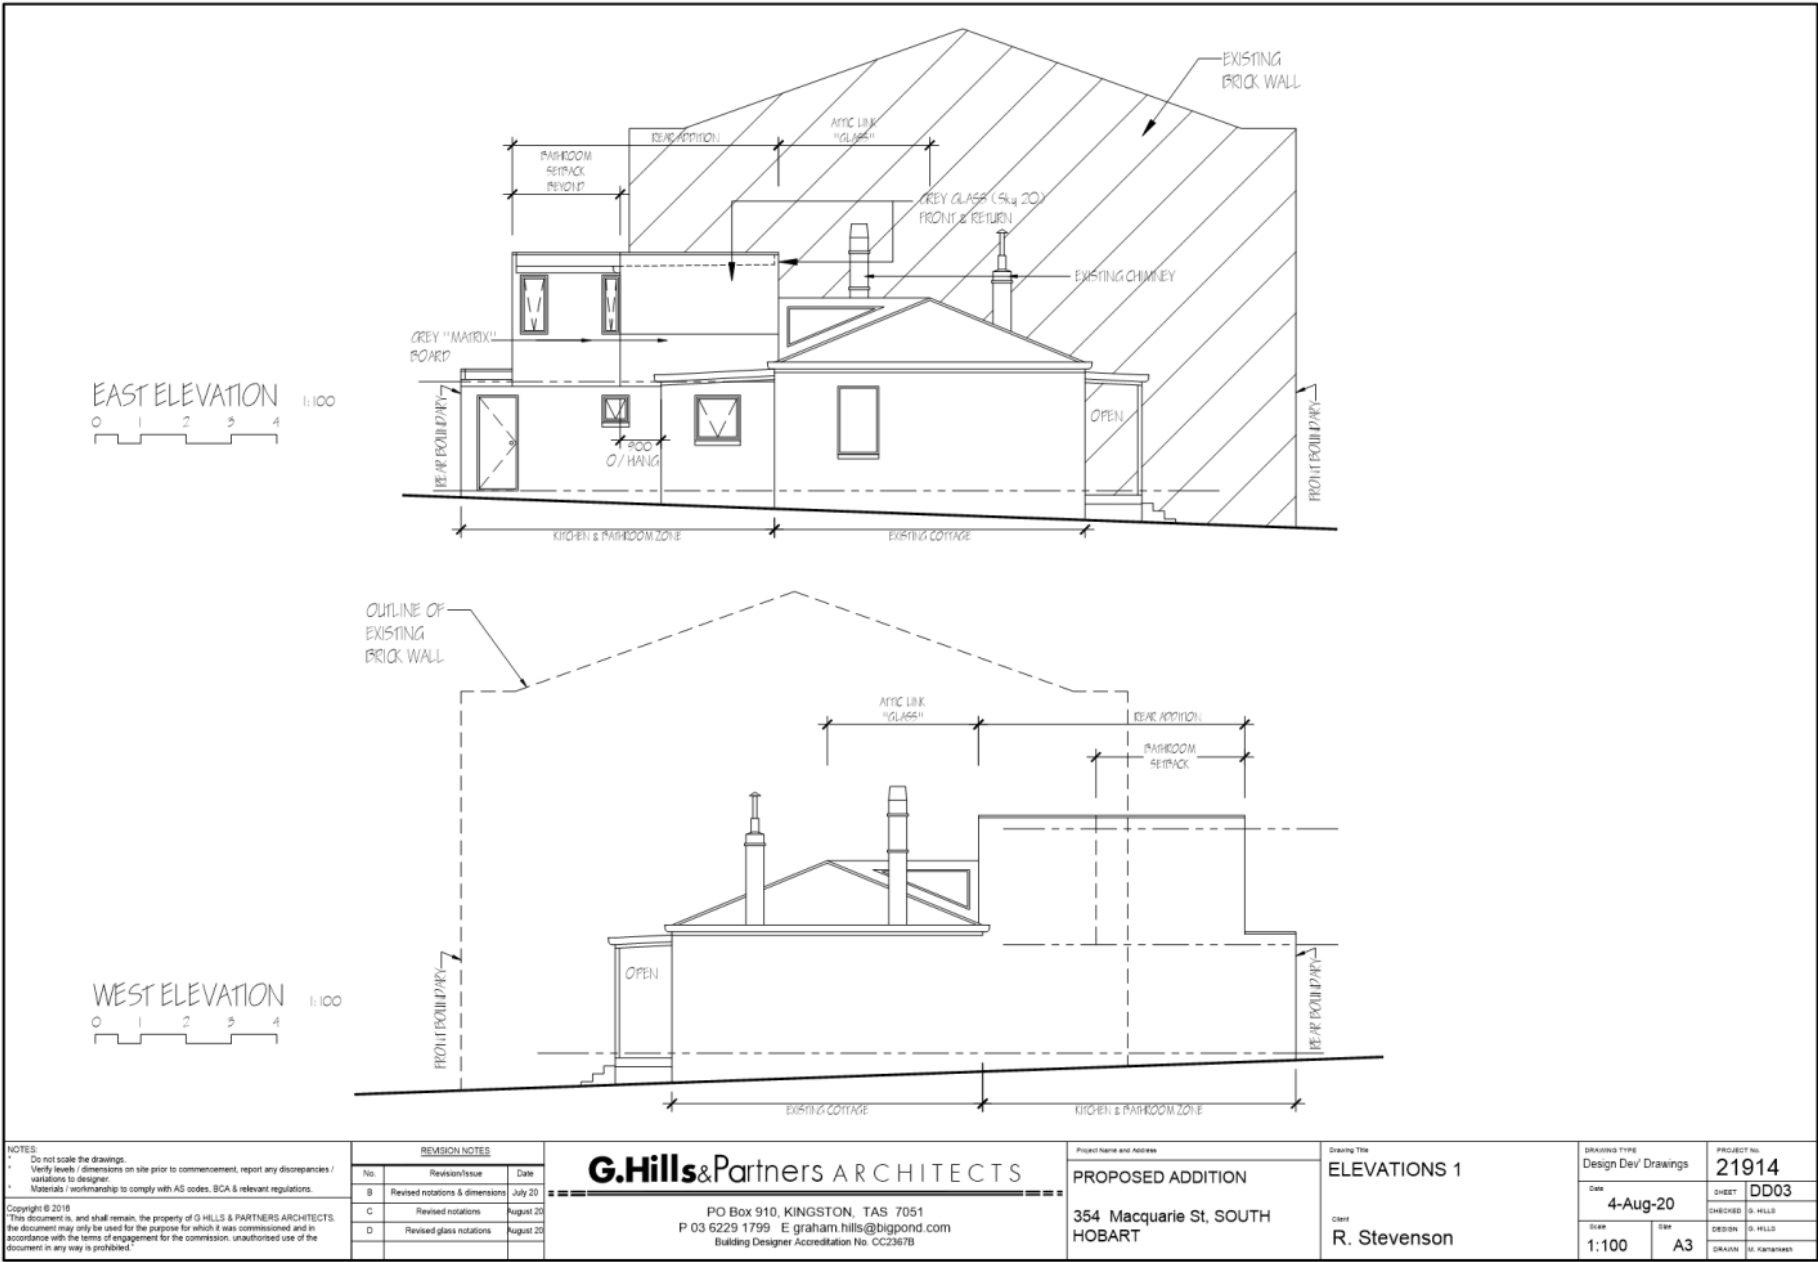 EXISTING
BRICK WALL
REAR ADDITION
ATTIC LINK
"GLASS"
BATHROOM
SETBACK
BEYOND
GREY GLASS (Sky 20)
FRONT & RETURN
EXISTING CHIMNEY
GREY "MATRIX"
BOARD
EAST ELEVATION 1:100
0 1 2 3 4
REAR BOUNDARY
900
O/HANG
OPEN
FRONT BOUNDARY
KITCHEN & BATHROOM ZONE
EXISTING COTTAGE
OUTLINE OF
EXISTING
BRICK WALL
ATTIC LINK
"GLASS"
REAR ADDITION
BATHROOM
SETBACK
OPEN
WEST ELEVATION 1:100
0 1 2 3 4
FRONT BOUNDARY
REAR BOUNDARY
EXISTING COTTAGE
KITCHEN & BATHROOM ZONE
NOTES:
* Do not scale the drawings.
* Verify levels / dimensions on site prior to commencement, report any discrepancies /
variations to designer.
* Materials / workmanship to comply with AS codes, BCA & relevant regulations.
Copyright © 2016
"This document is, and shall remain, the property of G HILLS & PARTNERS ARCHITECTS.
the document may only be used for the purpose for which it was commissioned and in
accordance with the terms of engagement for the commission. unauthorised use of the
document in any way is prohibited."
REVISION NOTES
No. Revision/Issue Date
B Revised notations & dimensions July 20
C Revised notations August 20
D Revised glass notations August 20
G.Hills&Partners ARCHITECTS
PO Box 910, KINGSTON, TAS 7051
P 03 6229 1799 E graham.hills@bigpond.com
Building Designer Accreditation No. CC2367B
Project Name and Address
PROPOSED ADDITION
354 Macquarie St, SOUTH
HOBART
Drawing Title
ELEVATIONS 1
Client
R. Stevenson
DRAWING TYPE
Design Dev' Drawings
Date
4-Aug-20
Scale
1:100
Size
A3
PROJECT No.
21914
SHEET DD03
CHECKED G. HILLS
DESIGN G. HILLS
DRAWN M. Kamankesh